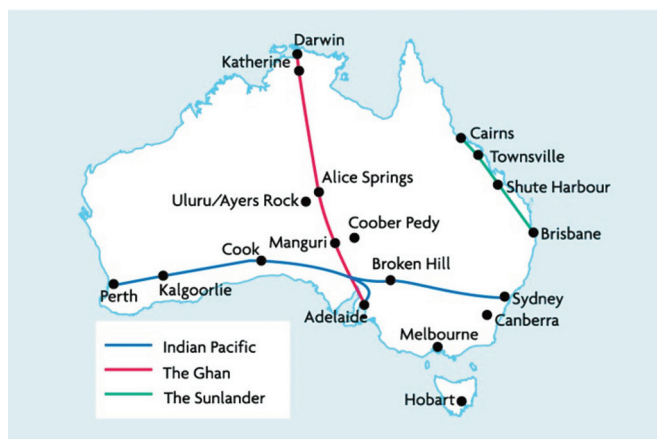 Darwin
Katherine
Cairns
Townsville
Alice Springs
Shute Harbour
Uluru/Ayers Rock
Coober Pedy
Brisbane
Manguri
Cook
Broken Hill
Perth
Kalgoorlie
Sydney
Adelaide
Canberra
Melbourne
Indian Pacific
The Ghan
The Sunlander
Hobart